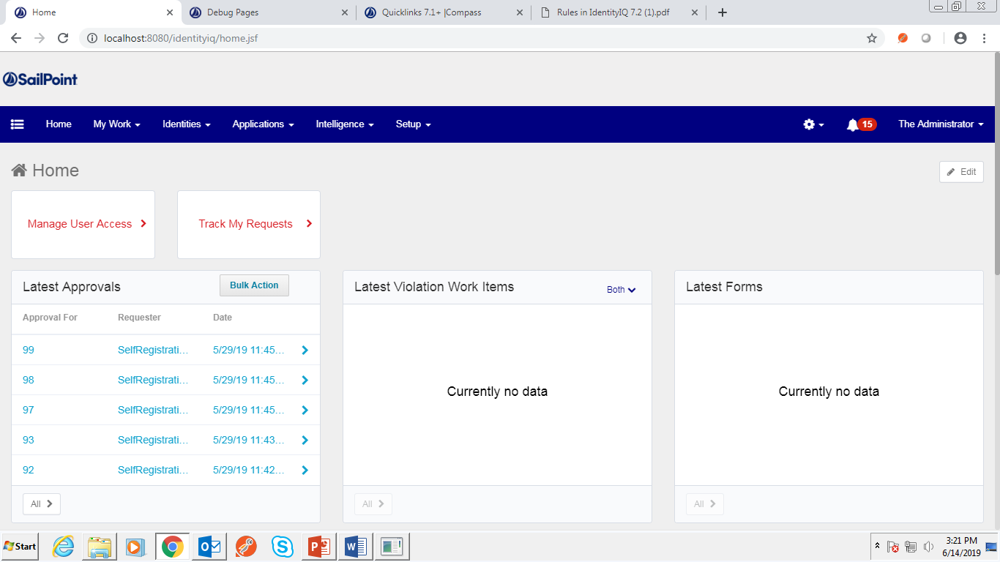 Home
Debug Pages
Quicklinks 7.1+ |Compass
Rules in IdentityIQ 7.2 (1).pdf
localhost:8080/identityiq/home.jsf
SailPoint
Home My Work Identities Applications Intelligence Setup 15 The Administrator
Home
Edit
Manage User Access
Track My Requests
Latest Approvals
Bulk Action
Approval For Requester Date
99 SelfRegistrati... 5/29/19 11:45...
98 SelfRegistrati... 5/29/19 11:45...
97 SelfRegistrati... 5/29/19 11:45...
93 SelfRegistrati... 5/29/19 11:43...
92 SelfRegistrati... 5/29/19 11:42...
All
Latest Violation Work Items
Both
Currently no data
All
Latest Forms
Currently no data
All
Start
3:21 PM
6/14/2019